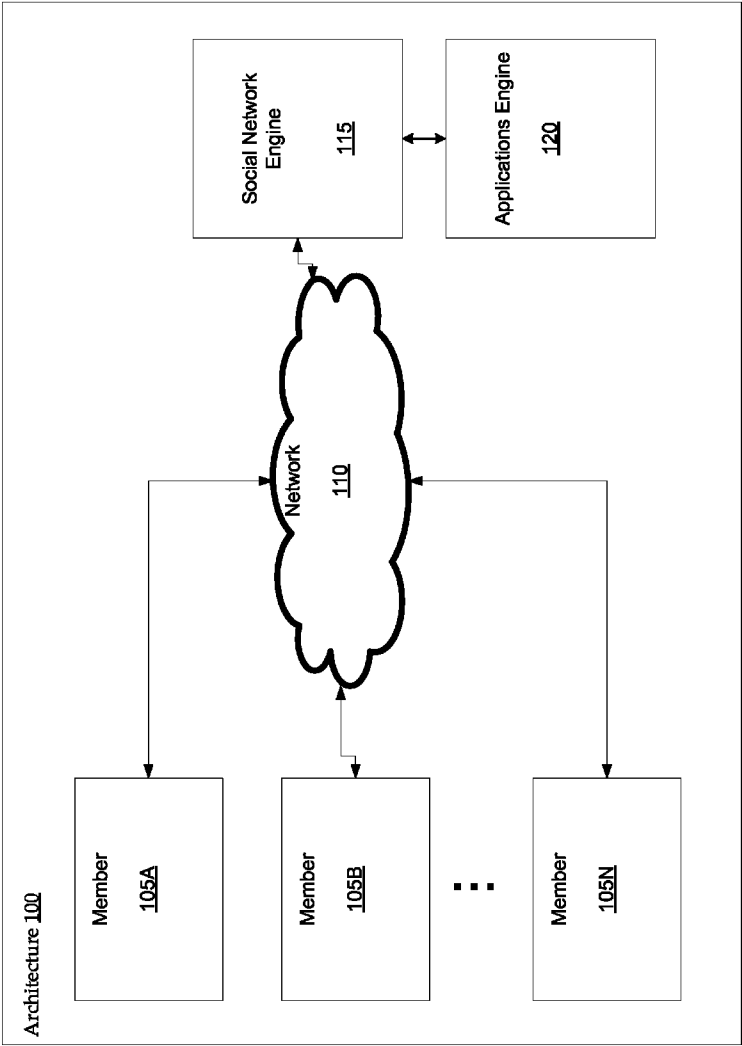 Architecture 100
Member
105A
Member
105B
Member
105N
Network
110
Social Network
Engine
115
Applications Engine
120